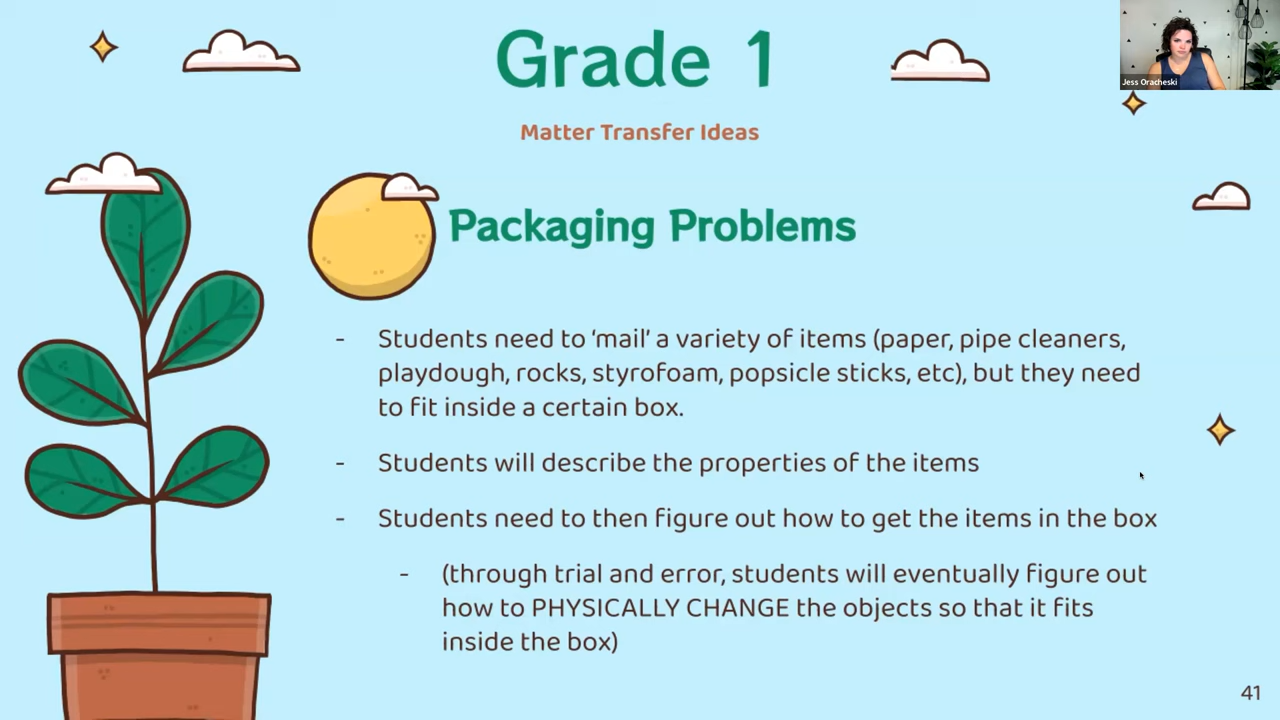 Grade 1
Jess Oracheski
Matter Transfer Ideas
Packaging Problems
- Students need to ‘mail’ a variety of items (paper, pipe cleaners,
playdough, rocks, styrofoam, popsicle sticks, etc), but they need
to fit inside a certain box.
- Students will describe the properties of the items
- Students need to then figure out how to get the items in the box
- (through trial and error, students will eventually figure out
how to PHYSICALLY CHANGE the objects so that it fits
inside the box)
41